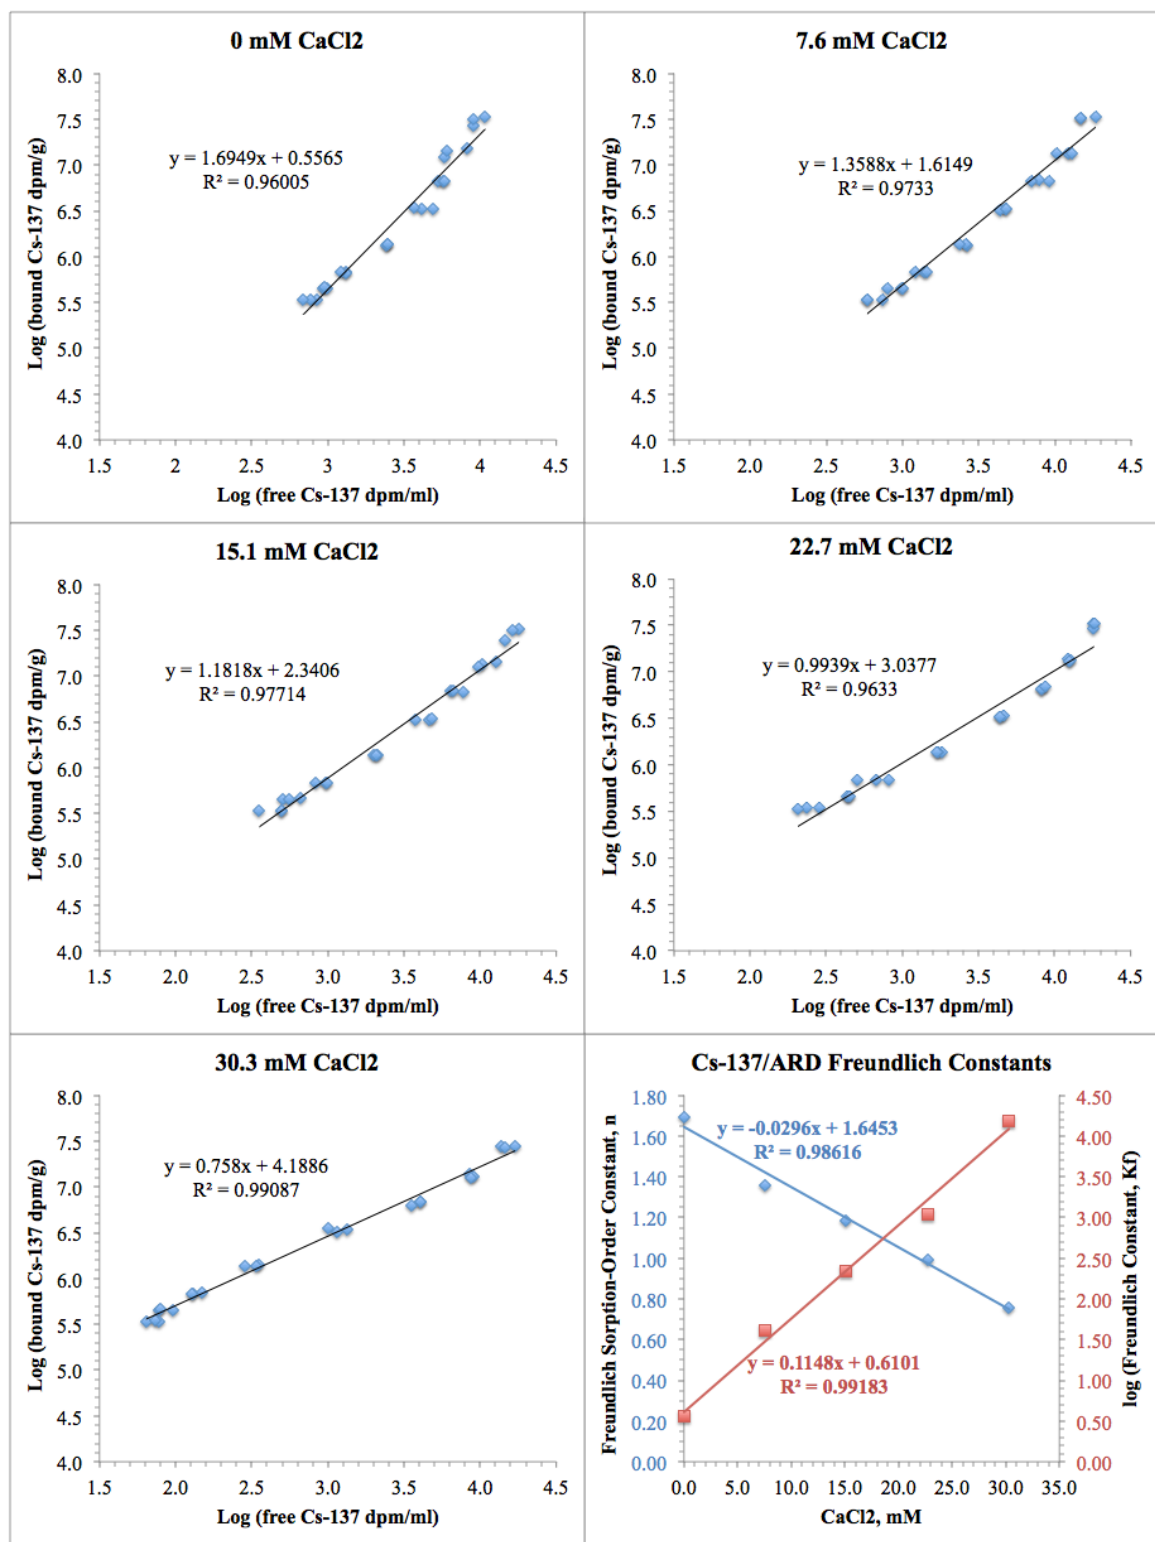 0 mM CaCl2
8.0
7.5
7.0
6.5
6.0
5.5
5.0
4.5
4.0
Log (bound Cs-137 dpm/g)
y = 1.6949x + 0.5565
R² = 0.96005
1.5 2 2.5 3 3.5 4 4.5
Log (free Cs-137 dpm/ml)
7.6 mM CaCl2
8.0
7.5
7.0
6.5
6.0
5.5
5.0
4.5
4.0
Log (bound Cs-137 dpm/g)
y = 1.3588x + 1.6149
R² = 0.9733
1.5 2.0 2.5 3.0 3.5 4.0 4.5
Log (free Cs-137 dpm/ml)
15.1 mM CaCl2
8.0
7.5
7.0
6.5
6.0
5.5
5.0
4.5
4.0
Log (bound Cs-137 dpm/g)
y = 1.1818x + 2.3406
R² = 0.97714
1.5 2.0 2.5 3.0 3.5 4.0 4.5
Log (free Cs-137 dpm/ml)
22.7 mM CaCl2
8.0
7.5
7.0
6.5
6.0
5.5
5.0
4.5
4.0
Log (bound Cs-137 dpm/g)
y = 0.9939x + 3.0377
R² = 0.9633
1.5 2.0 2.5 3.0 3.5 4.0 4.5
Log (free Cs-137 dpm/ml)
30.3 mM CaCl2
8.0
7.5
7.0
6.5
6.0
5.5
5.0
4.5
4.0
Log (bound Cs-137 dpm/g)
y = 0.758x + 4.1886
R² = 0.99087
1.5 2.0 2.5 3.0 3.5 4.0 4.5
Log (free Cs-137 dpm/ml)
Cs-137/ARD Freundlich Constants
1.80
1.60
1.40
1.20
1.00
0.80
0.60
0.40
0.20
0.00
Freundlich Sorption-Order Constant, n
y = -0.0296x + 1.6453
R² = 0.98616
y = 0.1148x + 0.6101
R² = 0.99183
4.50
4.00
3.50
3.00
2.50
2.00
1.50
1.00
0.50
0.00
log (Freundlich Constant, Kf)
0.0 5.0 10.0 15.0 20.0 25.0 30.0 35.0
CaCl2, mM